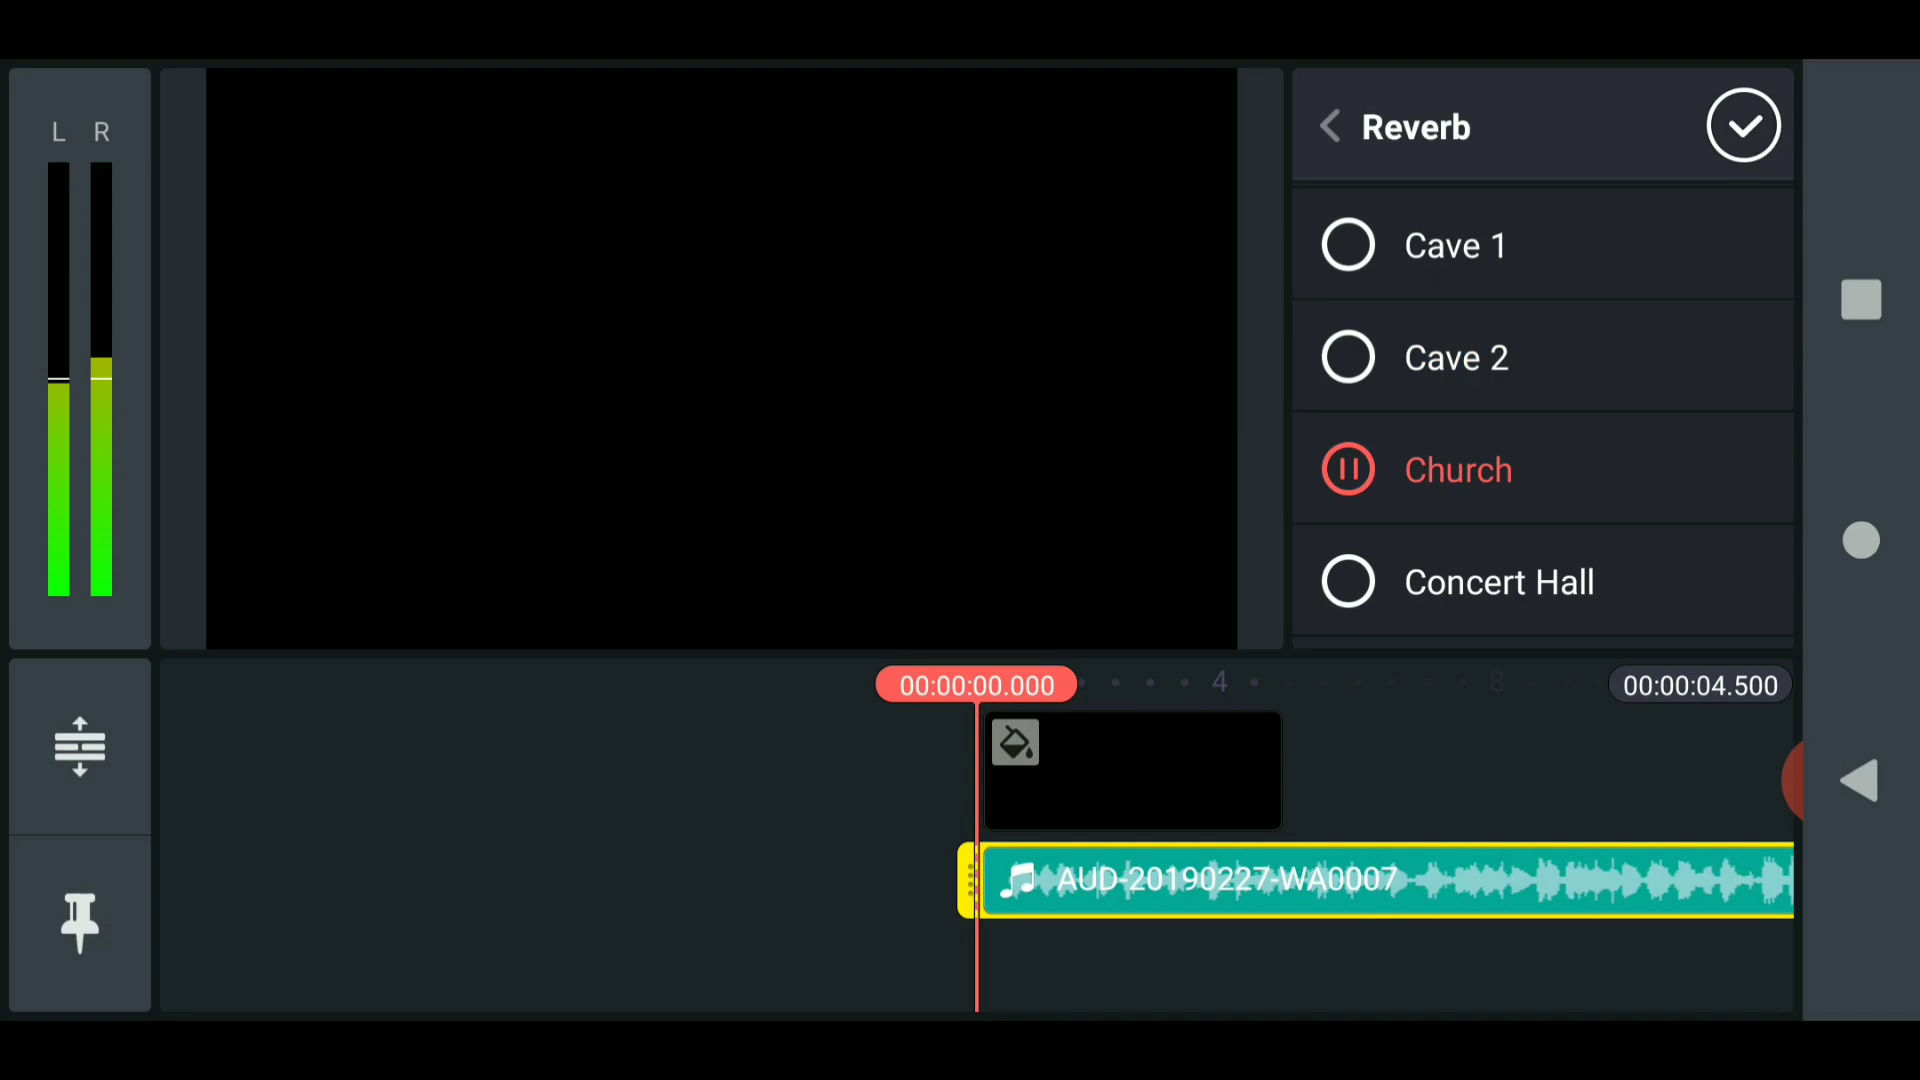 L R
Reverb
Cave 1
Cave 2
Church
Concert Hall
00:00:00.000
4
8
00:00:04.500
AUD-20190227-WA0007